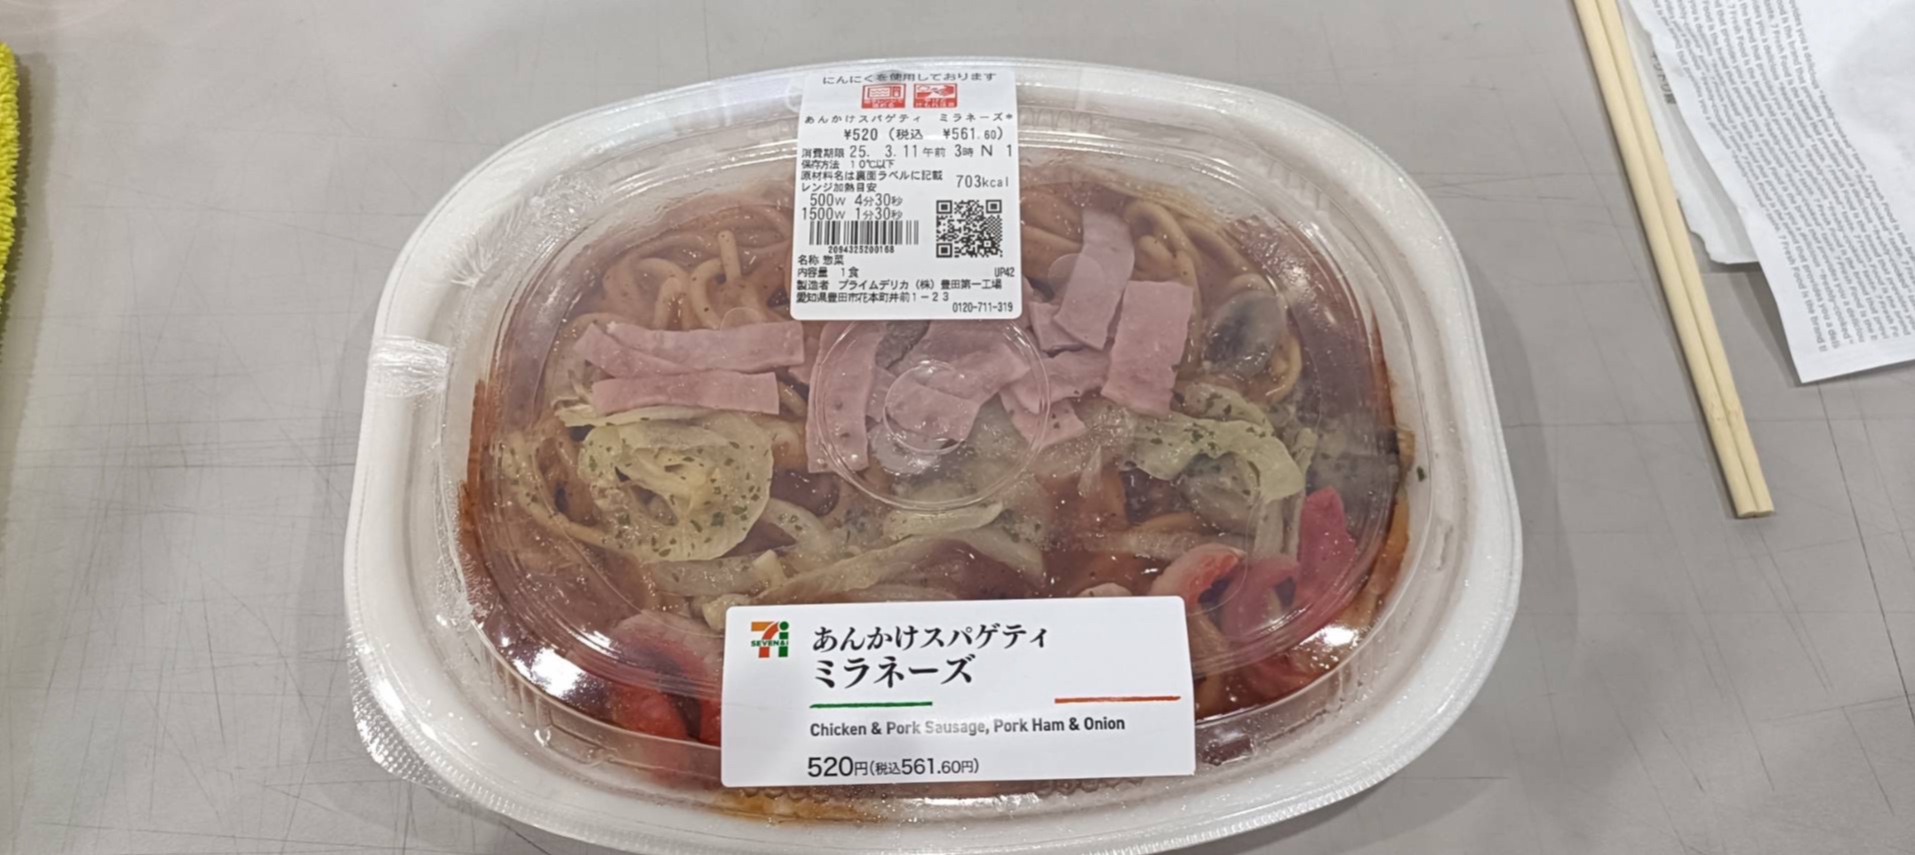 にんにくを使用しております
あんかけスパゲティ ミラネーズ*
¥520 (税込 ¥561.60)
消費期限 25. 3.11午前 3時 N 1
保存方法 10℃以下
原材料名は裏面ラベルに記載 703kcal
レンジ加熱目安
500W 4分30秒
1500W 1分30秒
2094325200168
名称 惣菜
内容量 1食 UP42
製造者 プライムデリカ(株)豊田第一工場
愛知県豊田市花本町井前1-23
0120-711-319
SEVEN&i
あんかけスパゲティ
ミラネーズ
Chicken & Pork Sausage, Pork Ham & Onion
520円(税込561.60円)